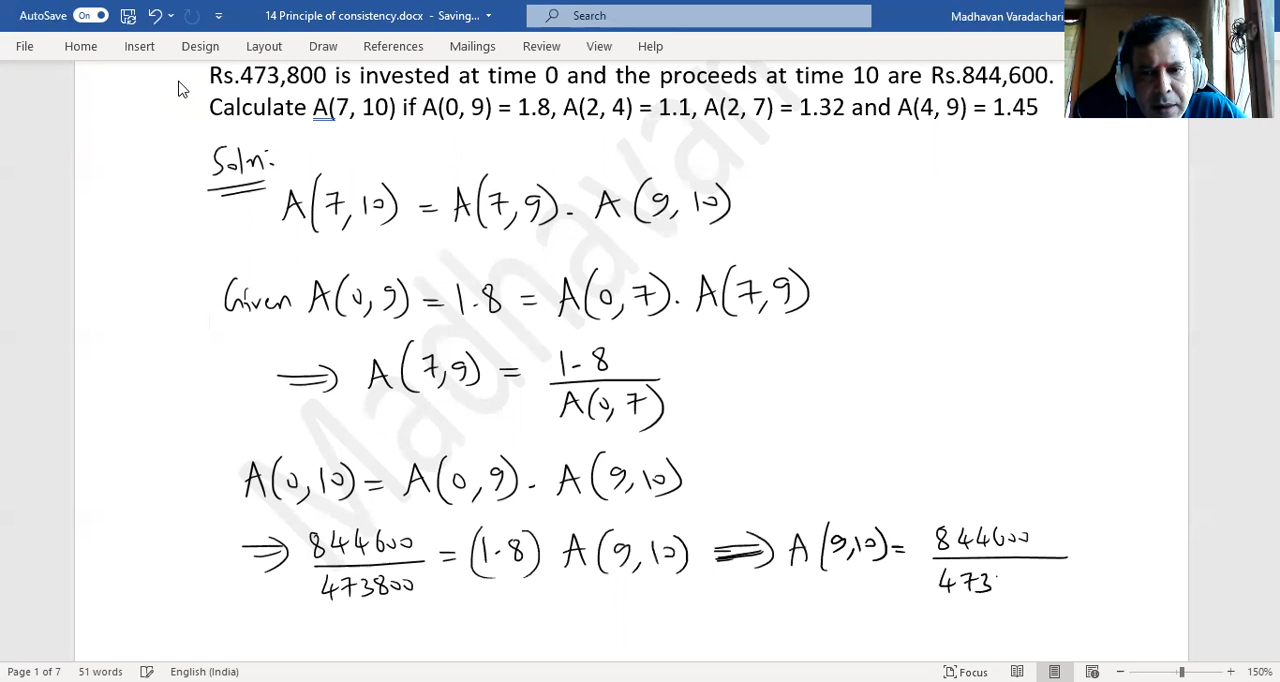 AutoSave On 14 Principle of consistency.docx - Saving... Search Madhavan Varadachari
File Home Insert Design Layout Draw References Mailings Review View Help
Rs.473,800 is invested at time 0 and the proceeds at time 10 are Rs.844,600.
Calculate A(7, 10) if A(0, 9) = 1.8, A(2, 4) = 1.1, A(2, 7) = 1.32 and A(4, 9) = 1.45
Soln:
A(7,10) = A(7,9) . A(9,10)
Given A(0,9) = 1.8 = A(0,7) . A(7,9)
⟹ A(7,9) = 1.8
A(0,7)
A(0,10) = A(0,9) . A(9,10)
⟹ 844600 = (1.8) A(9,10) ⟹ A(9,10) = 844600
473800 473
Madhavan
Page 1 of 7 51 words English (India) Focus 150%